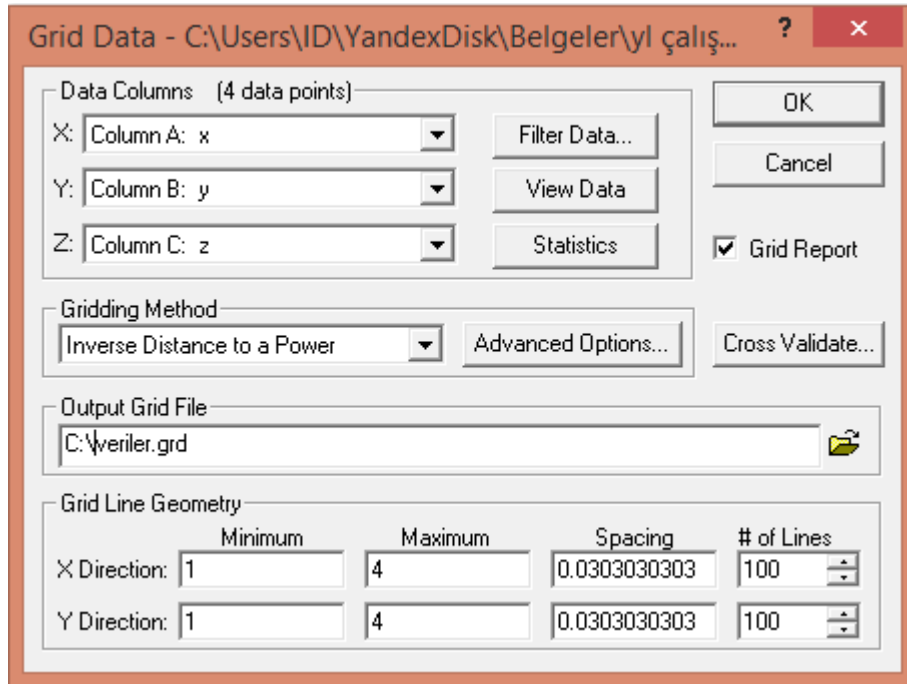 Grid Data - C:\Users\ID\YandexDisk\Belgeler\yl çalış... ? ×
Data Columns (4 data points)
X: Column A: x
Filter Data...
Y: Column B: y
View Data
Z: Column C: z
Statistics
OK
Cancel
Grid Report
Gridding Method
Inverse Distance to a Power
Advanced Options...
Cross Validate...
Output Grid File
C:\veriler.grd
Grid Line Geometry
Minimum Maximum Spacing # of Lines
X Direction: 1 4 0.0303030303 100
Y Direction: 1 4 0.0303030303 100